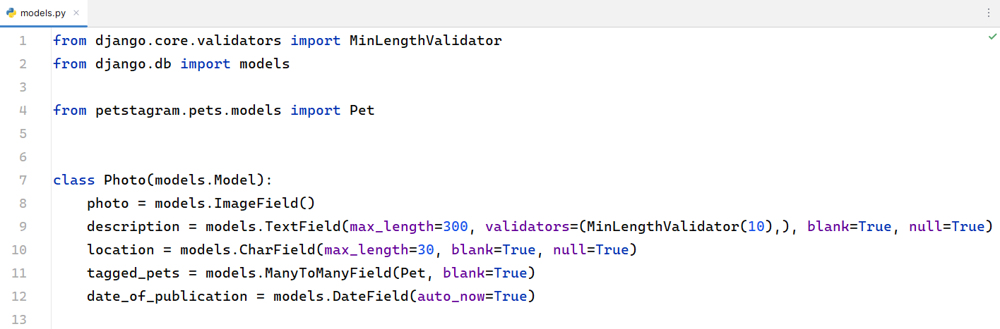 models.py
1 from django.core.validators import MinLengthValidator
2 from django.db import models
3
4 from petstagram.pets.models import Pet
5
6
7 class Photo(models.Model):
8     photo = models.ImageField()
9     description = models.TextField(max_length=300, validators=(MinLengthValidator(10),), blank=True, null=True)
10     location = models.CharField(max_length=30, blank=True, null=True)
11     tagged_pets = models.ManyToManyField(Pet, blank=True)
12     date_of_publication = models.DateField(auto_now=True)
13